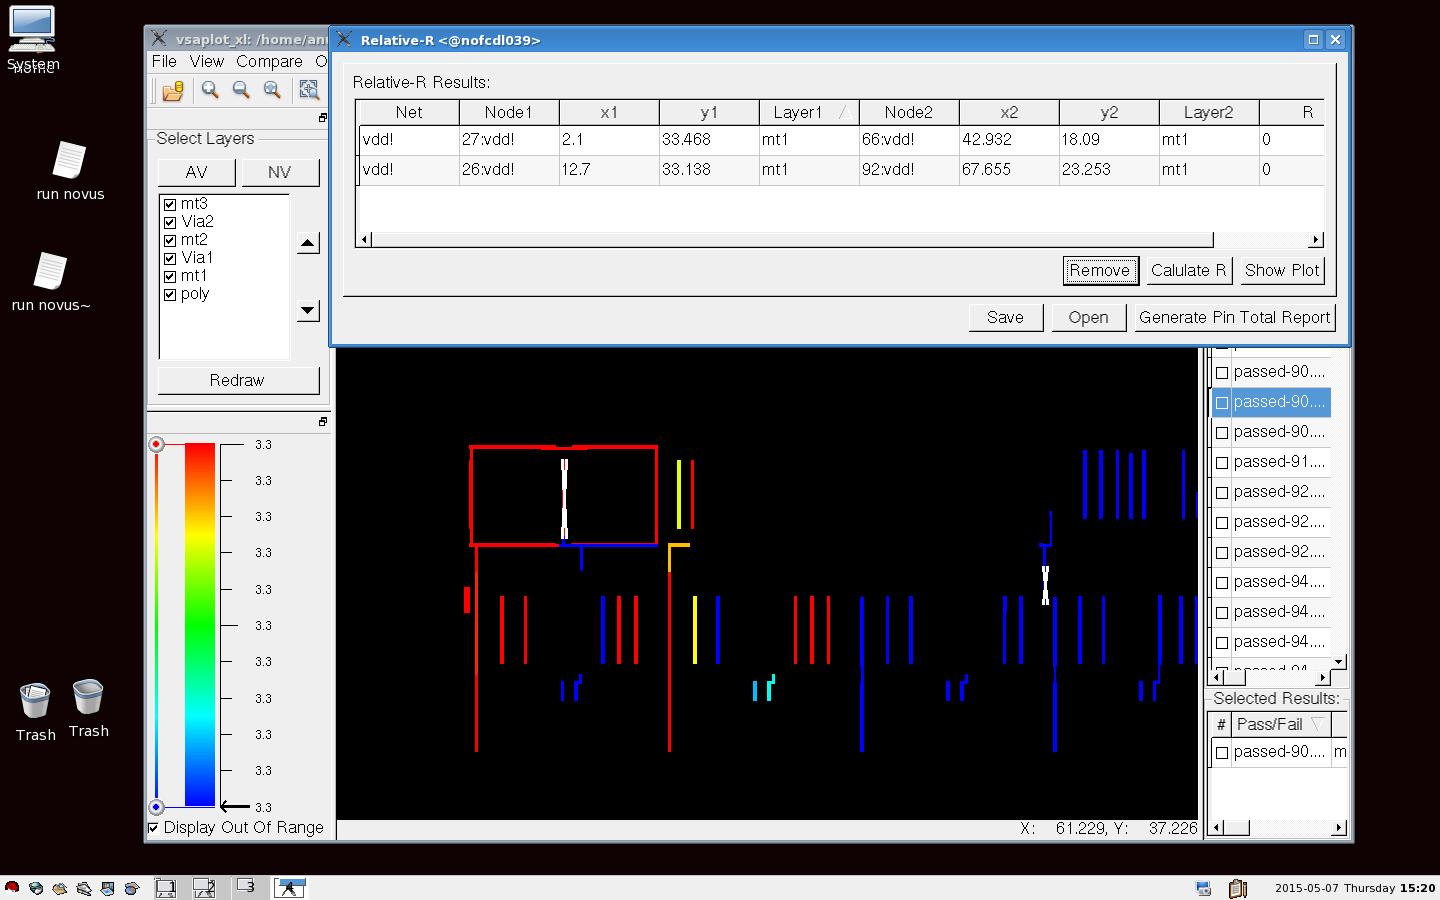 System
Home
run novus
run novus~
Trash
Trash
vsaplot_xl: /home/an
File View Compare O
Select Layers
AV NV
mt3
Via2
mt2
Via1
mt1
poly
Redraw
3.3
3.3
3.3
3.3
3.3
3.3
3.3
3.3
3.3
3.3
3.3
Display Out Of Range
Relative-R <@nofcdl039>
Relative-R Results:
Net Node1 x1 y1 Layer1 Node2 x2 y2 Layer2 R
vdd! 27:vdd! 2.1 33.468 mt1 66:vdd! 42.932 18.09 mt1 0
vdd! 26:vdd! 12.7 33.138 mt1 92:vdd! 67.655 23.253 mt1 0
Remove Calulate R Show Plot
Save Open Generate Pin Total Report
passed-90....
passed-90....
passed-90....
passed-91....
passed-92....
passed-92....
passed-92....
passed-94....
passed-94....
passed-94....
Selected Results:
# Pass/Fail
passed-90.... m
X: 61.229, Y: 37.226
1 2 3 4
2015-05-07 Thursday 15:20